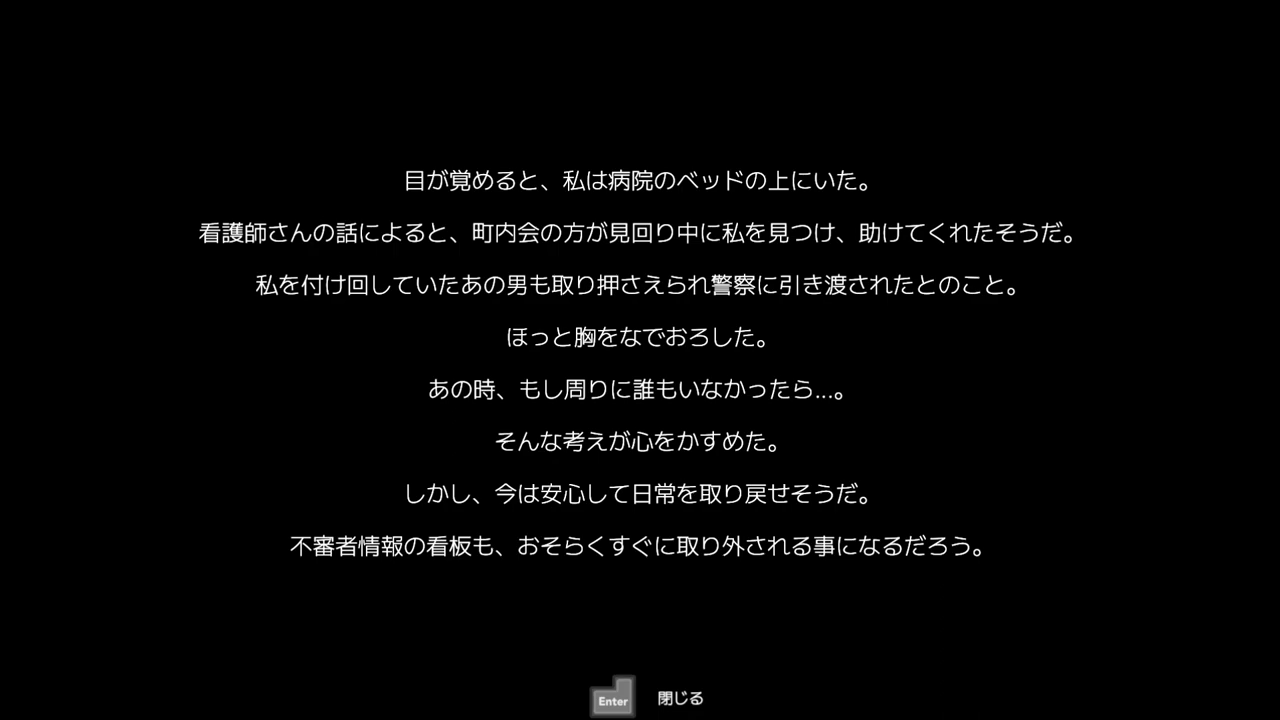 目が覚めると、私は病院のベッドの上にいた。
看護師さんの話によると、町内会の方が見回り中に私を見つけ、助けてくれたそうだ。
私を付け回していたあの男も取り押さえられ警察に引き渡されたとのこと。
ほっと胸をなでおろした。
あの時、もし周りに誰もいなかったら...。
そんな考えが心をかすめた。
しかし、今は安心して日常を取り戻せそうだ。
不審者情報の看板も、おそらくすぐに取り外される事になるだろう。
Enter 閉じる